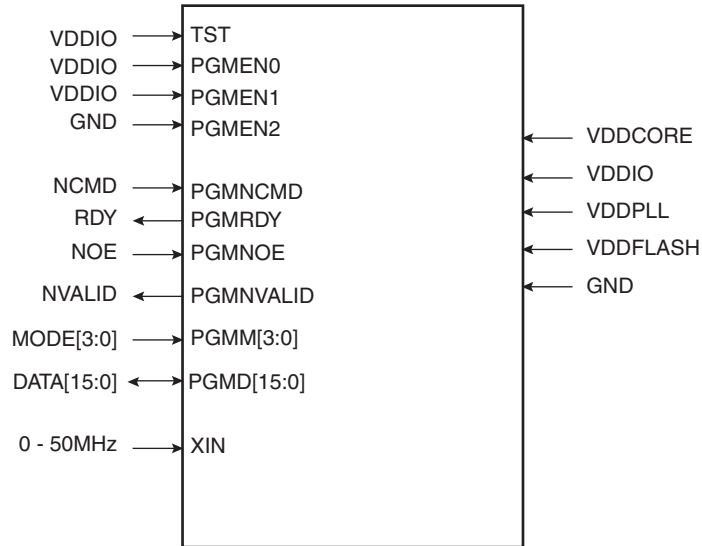 VDDIO TST
VDDIO PGMEN0
VDDIO PGMEN1
GND PGMEN2
VDDCORE
VDDIO
NCMD PGMNCMD
RDY PGMRDY
VDDPLL
NOE PGMNOE
VDDFLASH
NVALID PGMNVALID
GND
MODE[3:0] PGMM[3:0]
DATA[15:0] PGMD[15:0]
0 - 50MHz XIN